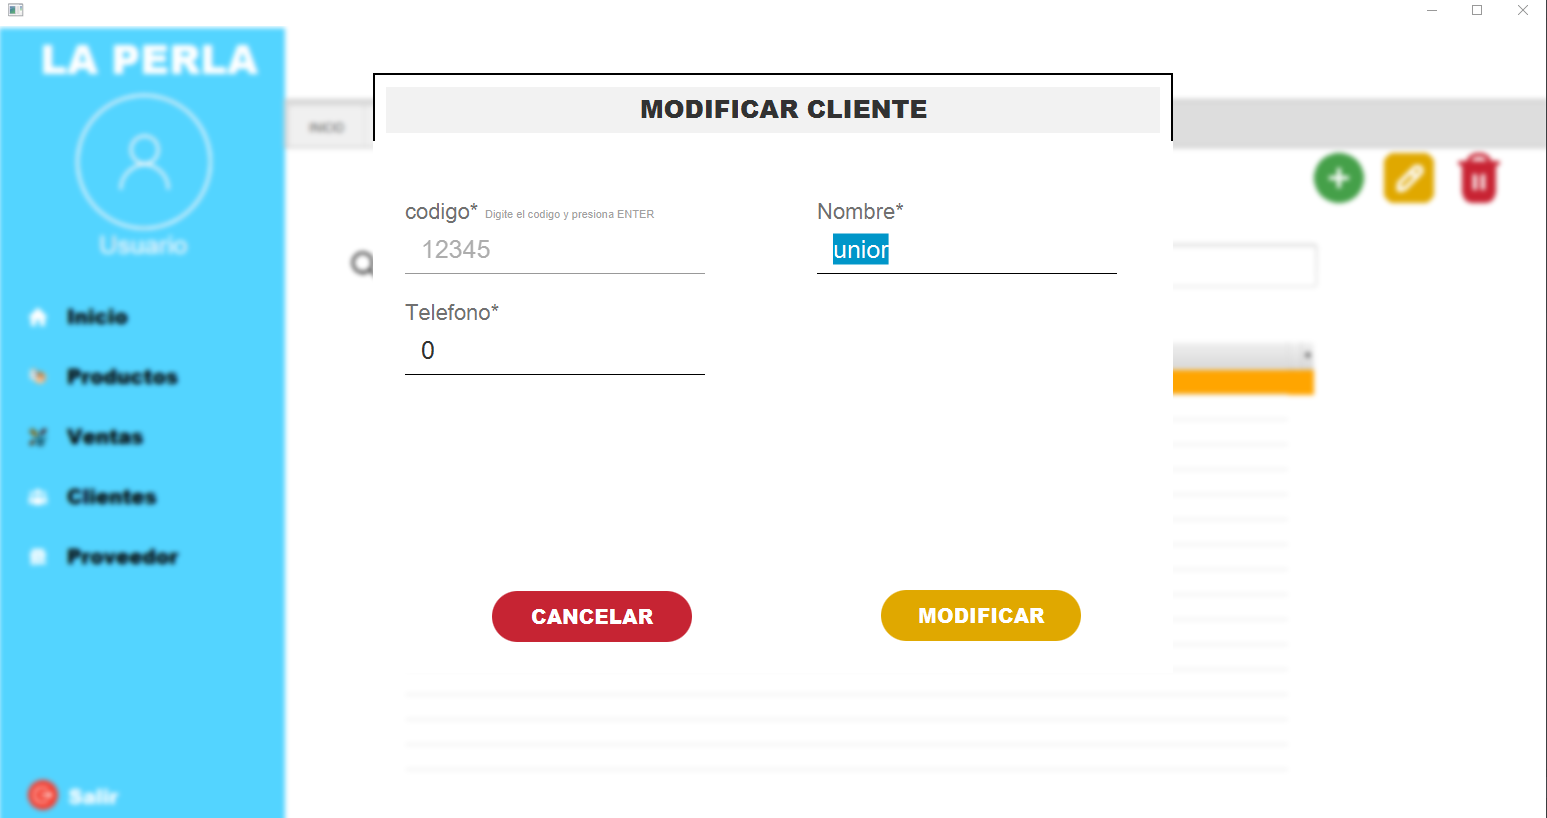 LA PERLA
Usuario
Inicio
Productos
Ventas
Clientes
Proveedor
Salir
INICIO
MODIFICAR CLIENTE
codigo* Digite el codigo y presiona ENTER
12345
Nombre*
unior
Telefono*
0
CANCELAR
MODIFICAR